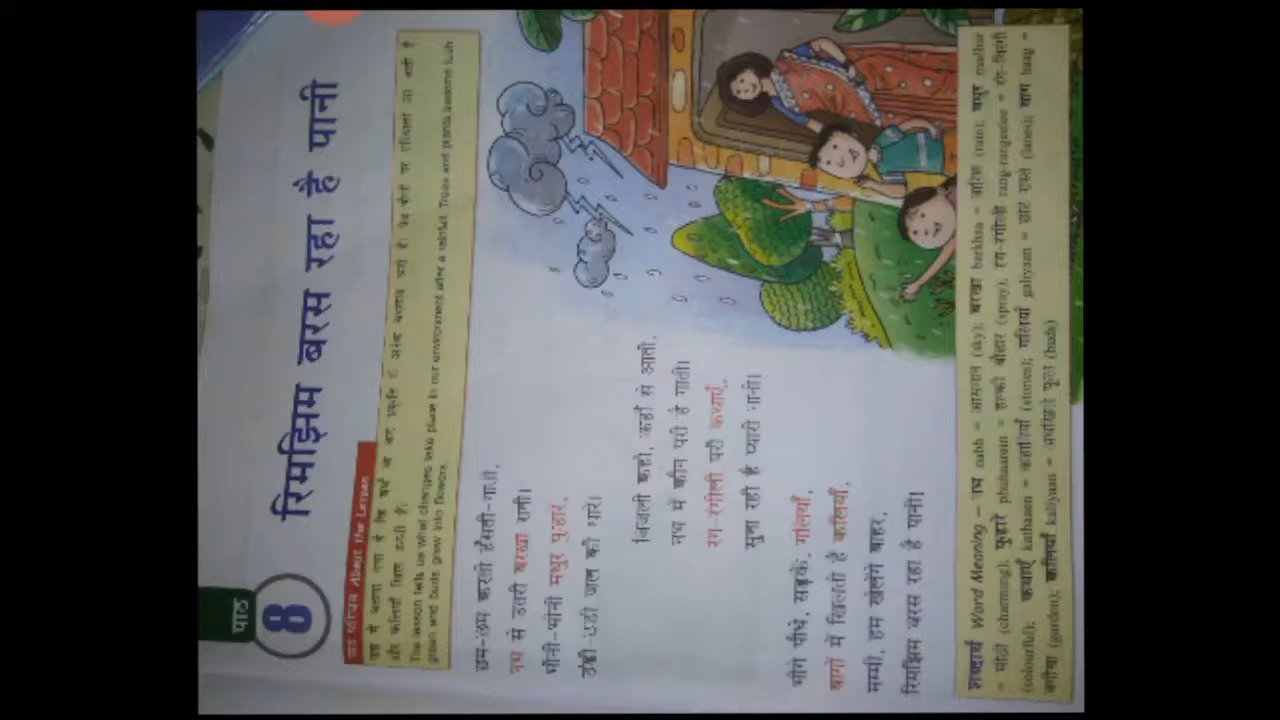 पाठ
8
रिमझिम बरस रहा है पानी
पाठ परिचय About the Lesson
The lesson tells us what changes take place in our environment after a rainfall. Trees and plants become lush
green and buds grow into flowers.
छम-छम करती हँसती-गाती,
नभ से उतरी बरखा रानी।
भीनी-भीनी मधुर फुहारें,
ठंडी-ठंडी जल की धारें।
बिजली कहो, कहाँ से आती,
नभ में कौन परी है गाती।
रंग-रंगीली परी कथाएँ,
सुना रही है प्यारी नानी।
भीग पौधे, सड़कें, गलियाँ,
बागों में खिलती हैं कलियाँ,
मम्मी, हम खेलेंगे बाहर,
रिमझिम बरस रहा है पानी।
शब्दार्थ Word Meaning – नभ nabh = आसमान (sky); बरखा barkhaa = बारिश (rain); मधुर madhur
= मीठी (charming); फुहारें phuhaaren = हल्की बौछार (spray); रंग रंगीली rang rangeelee = रंग-बिरंगी
(colourful); कथाएँ kathaaen = कहानियाँ (stories); गलियाँ galiyaan = छोटे रास्ते (lanes); बाग baag =
बगीचा (garden); कलियाँ kaliyaan = अधखिले फूल (buds)